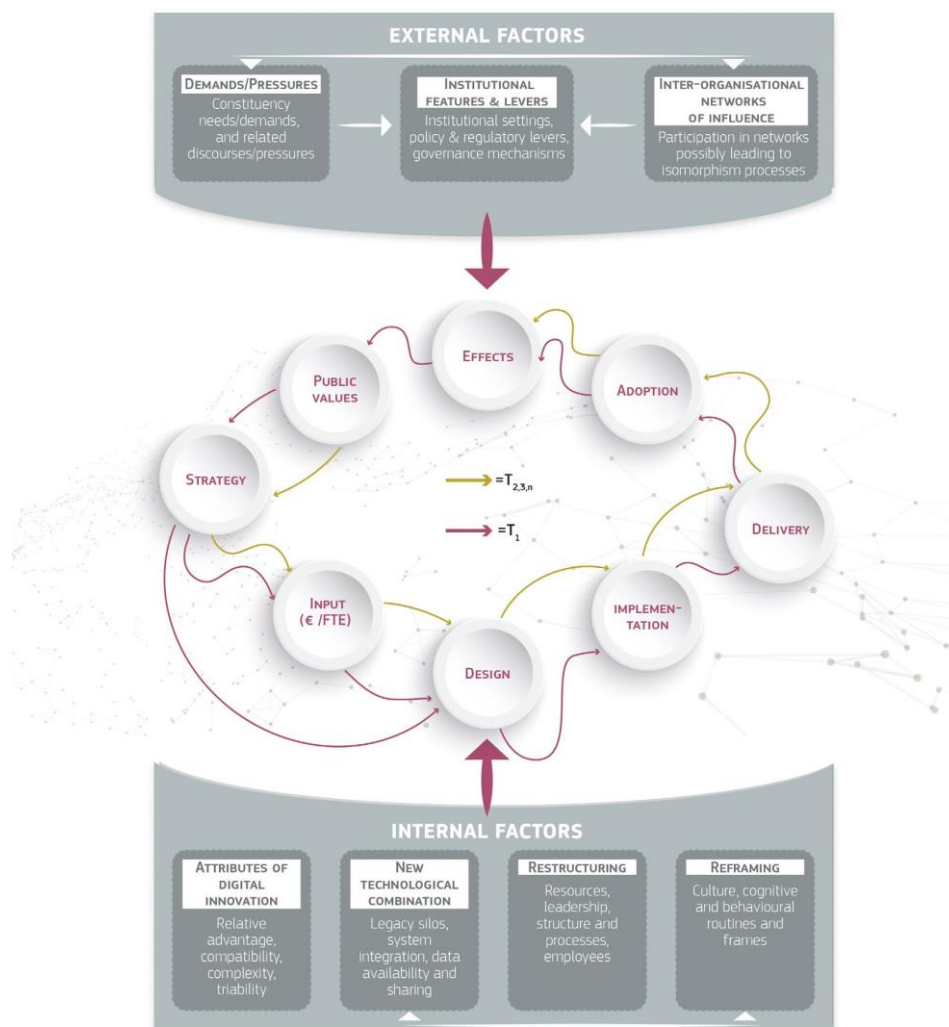 EXTERNAL FACTORS
DEMANDS/PRESSURES
Constituency
needs/demands,
and related
discourses/pressures
INSTITUTIONAL
FEATURES & LEVERS
Institutional settings,
policy & regulatory levers,
governance mechanisms
INTER-ORGANISATIONAL
NETWORKS
OF INFLUENCE
Participation in networks
possibly leading to
isomorphism processes
EFFECTS
PUBLIC
VALUES
ADOPTION
STRATEGY
=T2,3,n
=T1
DELIVERY
INPUT
(€ /FTE)
IMPLEMEN-
TATION
DESIGN
INTERNAL FACTORS
ATTRIBUTES OF
DIGITAL
INNOVATION
Relative
advantage,
compatibility,
complexity,
triability
NEW
TECHNOLOGICAL
COMBINATION
Legacy silos,
system
integration, data
availability and
sharing
RESTRUCTURING
Resources,
leadership,
structure and
processes,
employees
REFRAMING
Culture, cognitive
and behavioural
routines and
frames